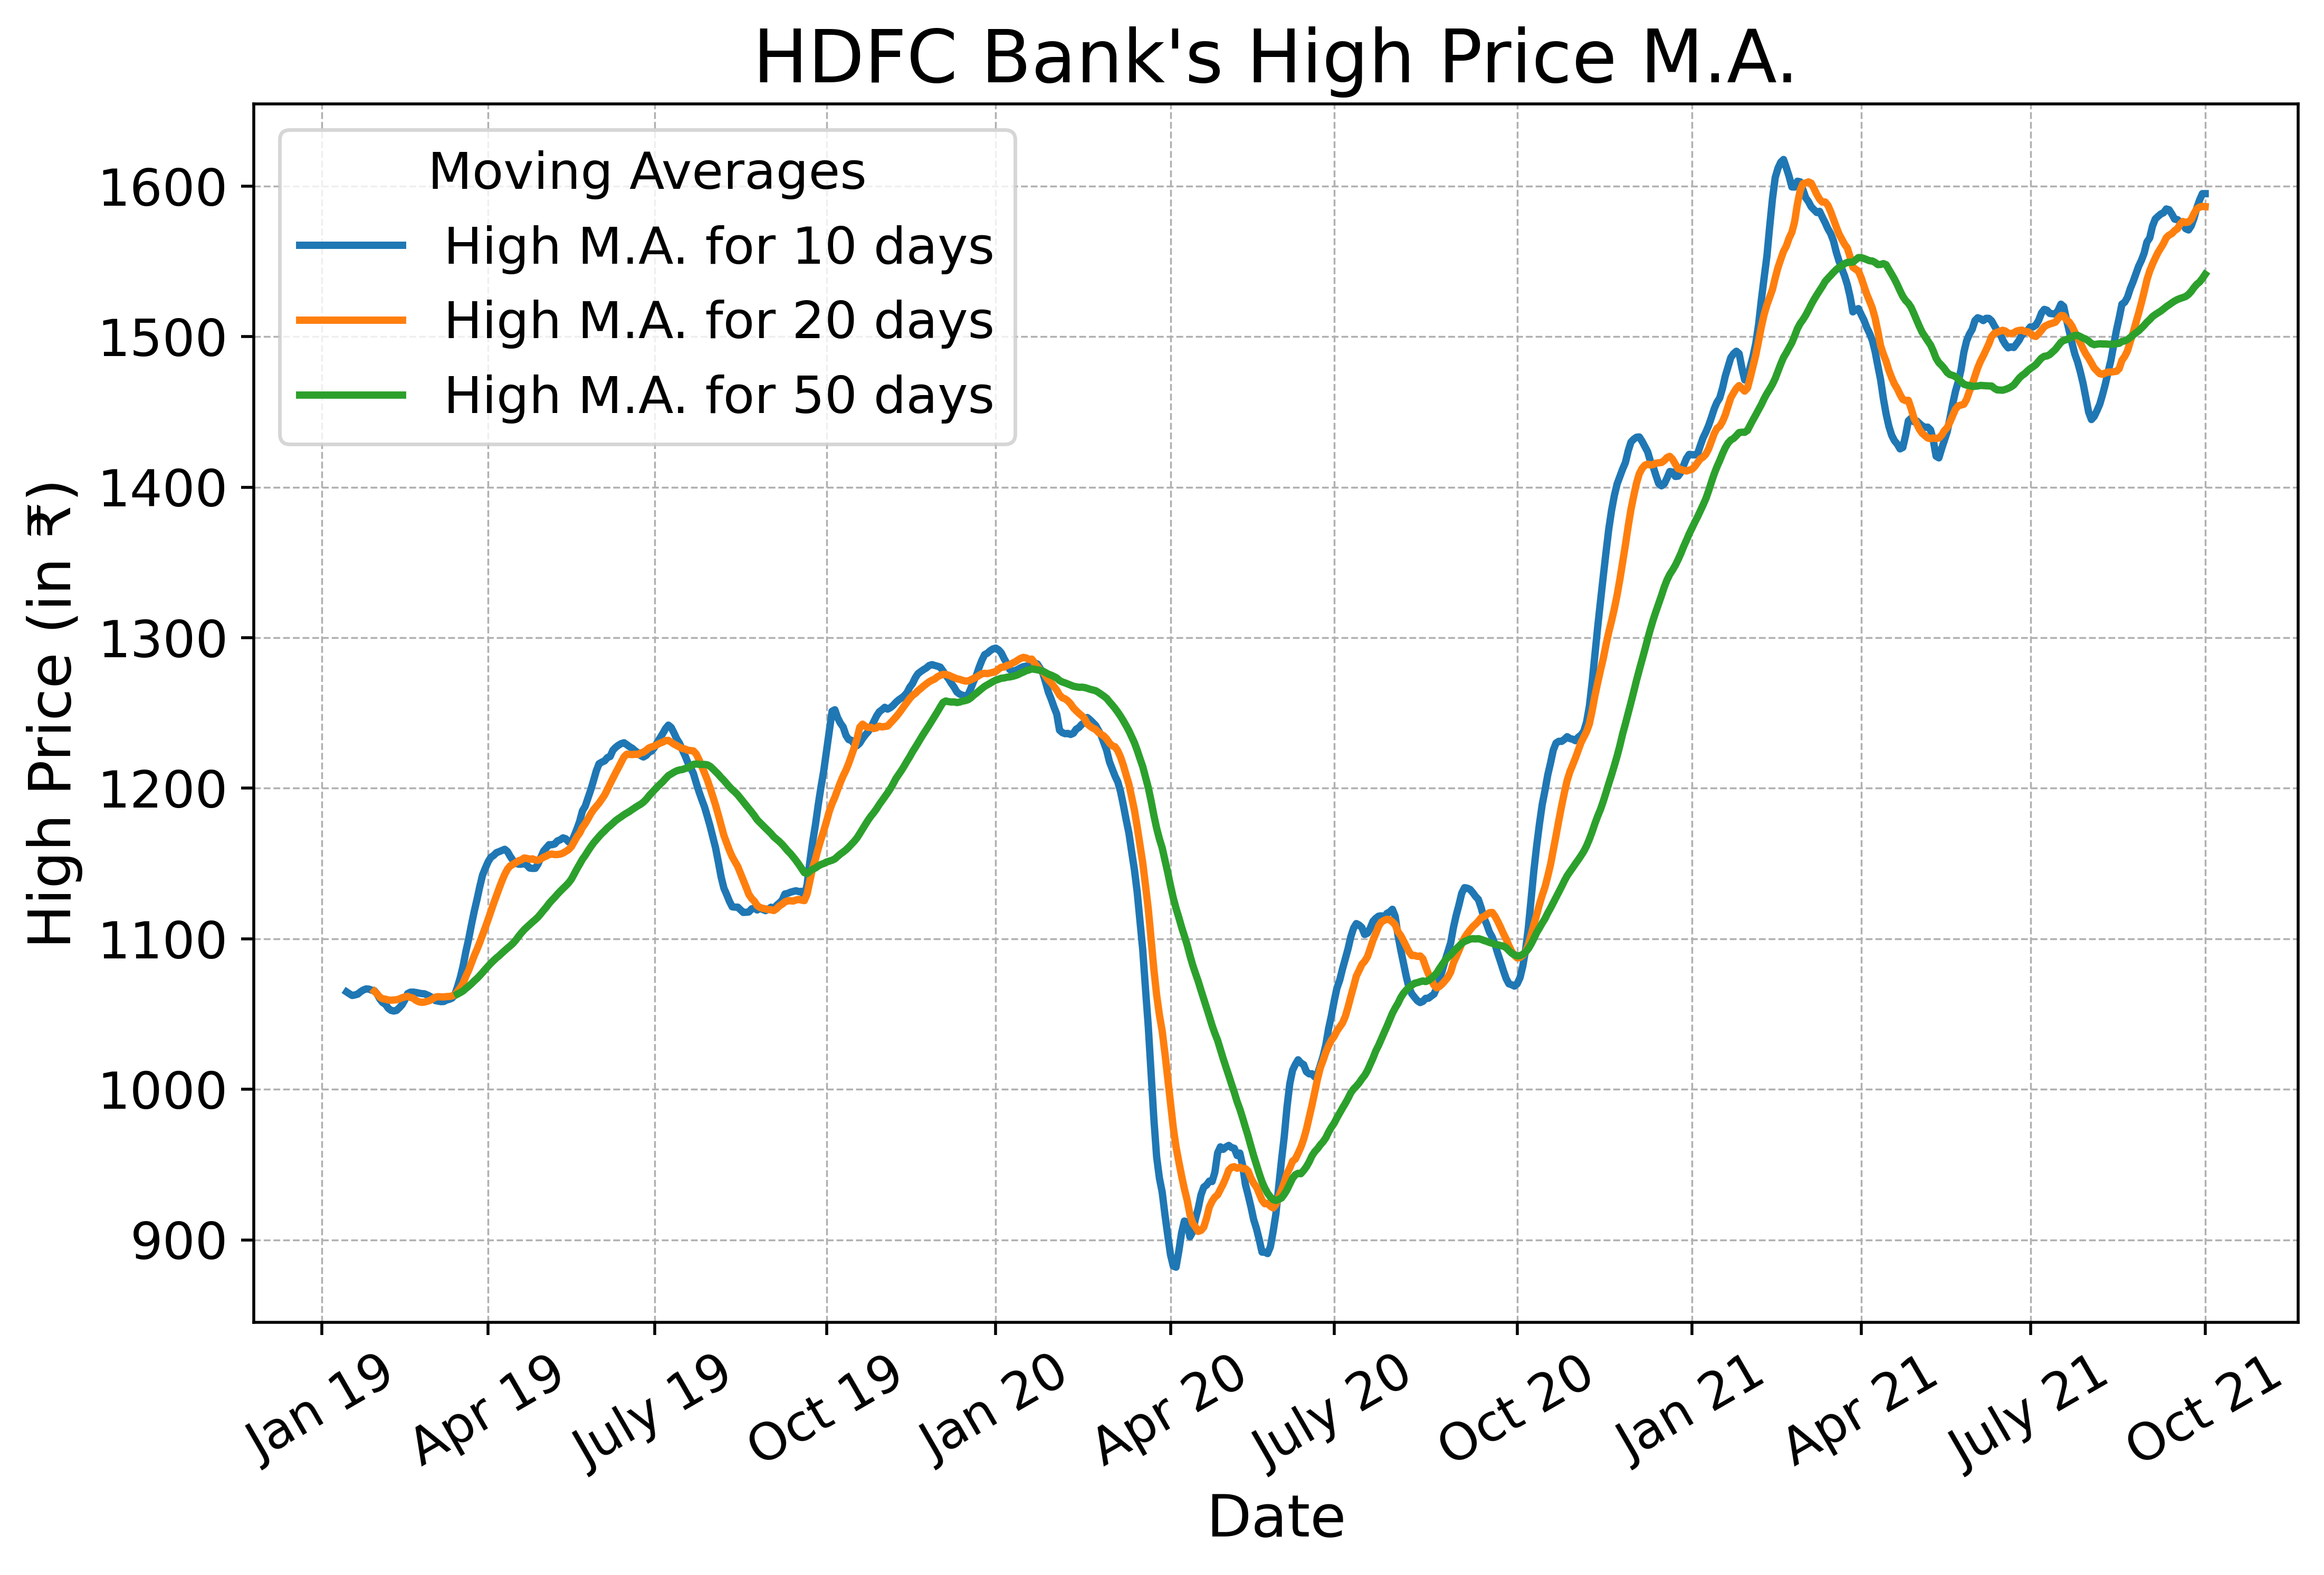 HDFC Bank's High Price M.A.
Moving Averages
High M.A. for 10 days
High M.A. for 20 days
High M.A. for 50 days
High Price (in ₹)
1600
1500
1400
1300
1200
1100
1000
900
Jan 19
Apr 19
July 19
Oct 19
Jan 20
Apr 20
July 20
Oct 20
Jan 21
Apr 21
July 21
Oct 21
Date